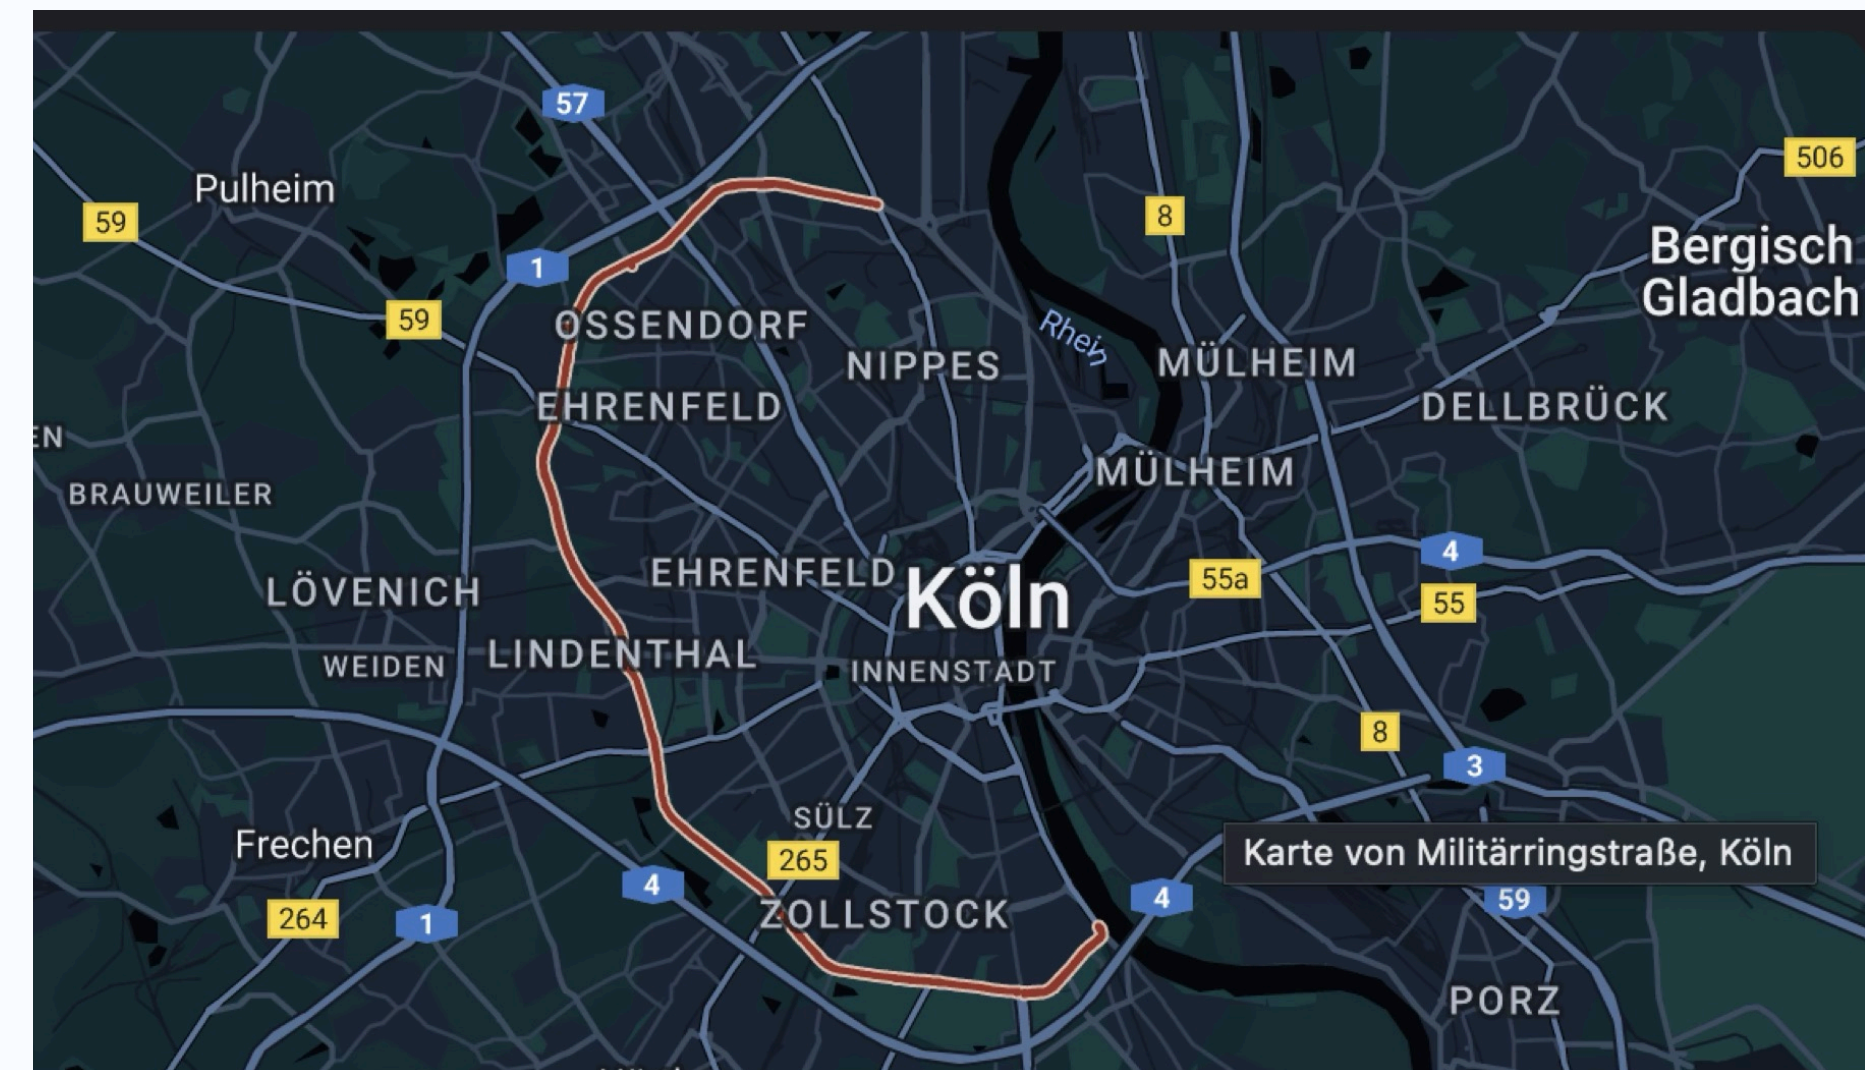 57
506
Pulheim
59
8
Bergisch
Gladbach
1
59
OSSENDORF
Rhein
NIPPES
MÜLHEIM
EHRENFELD
DELLBRÜCK
EN
MÜLHEIM
BRAUWEILER
4
EHRENFELD
55a
LÖVENICH
Köln
55
LINDENTHAL
WEIDEN
INNENSTADT
8
3
SÜLZ
Frechen
Karte von Militärringstraße, Köln
265
4
4
59
264
1
ZOLLSTOCK
PORZ